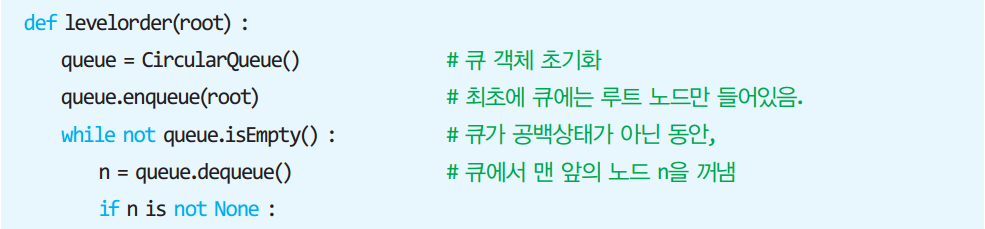 def levelorder(root) :
queue = CircularQueue() # 큐 객체 초기화
queue.enqueue(root) # 최초에 큐에는 루트 노드만 들어있음.
while not queue.isEmpty() : # 큐가 공백상태가 아닌 동안,
n = queue.dequeue() # 큐에서 맨 앞의 노드 n을 꺼냄
if n is not None :